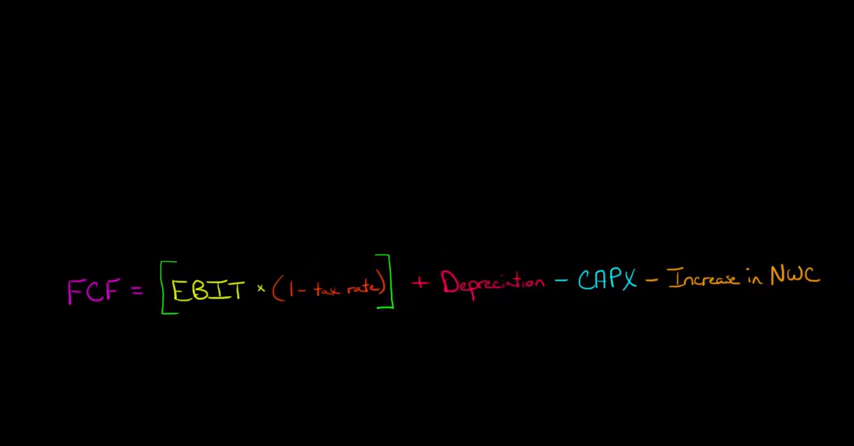 FCF = [EBIT × (1 - tax rate)] + Depreciation - CAPX - Increase in NWC